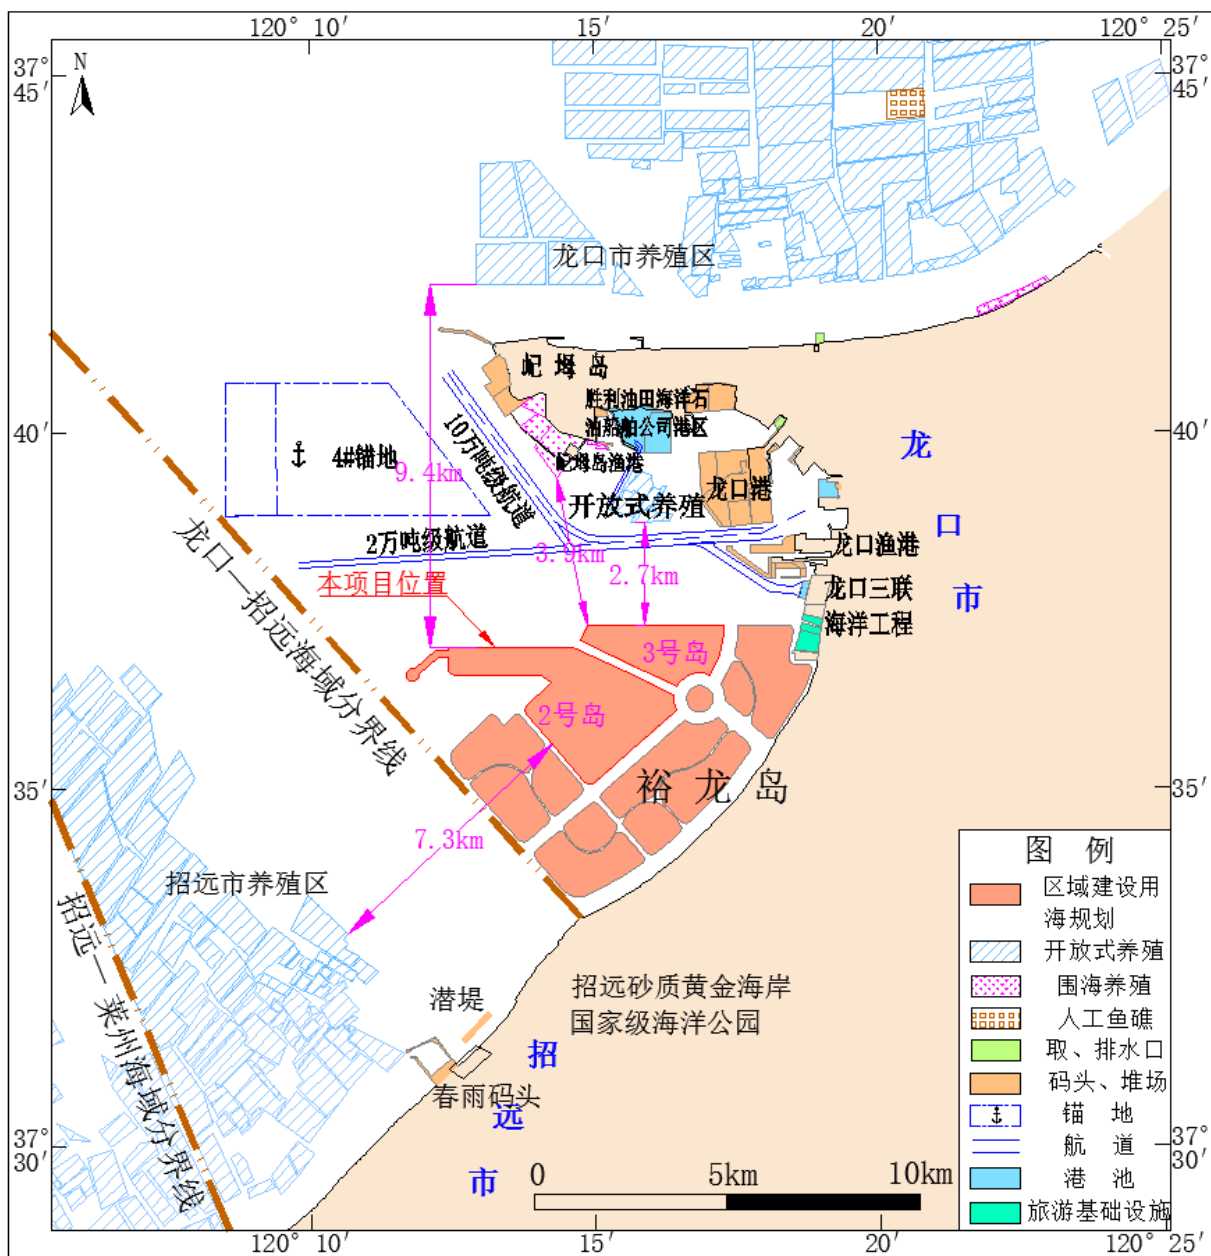 120° 10′
15′
20′
120° 25′
37°
45′
37°
45′
N
龙口市养殖区
屺 㟂 岛
胜利油田海洋石
油船舶公司港区
屺㟂岛渔港
10万吨级航道
4#锚地
9.4km
40′
40′
龙
口
市
龙口港
开放式养殖
2万吨级航道
3.9km
2.7km
龙口渔港
龙口三联
海洋工程
本项目位置
龙口—招远海域分界线
3号岛
2号岛
裕 龙 岛
35′
35′
7.3km
招远市养殖区
招远—莱州海域分界线
潜堤
春雨码头
招远砂质黄金海岸
国家级海洋公园
招
远
市
37°
30′
37°
30′
0
5km
10km
图 例
区域建设用
海规划
开放式养殖
围海养殖
人工鱼礁
取、排水口
码头、堆场
锚 地
航 道
港 池
旅游基础设施
120° 10′
15′
20′
120° 25′